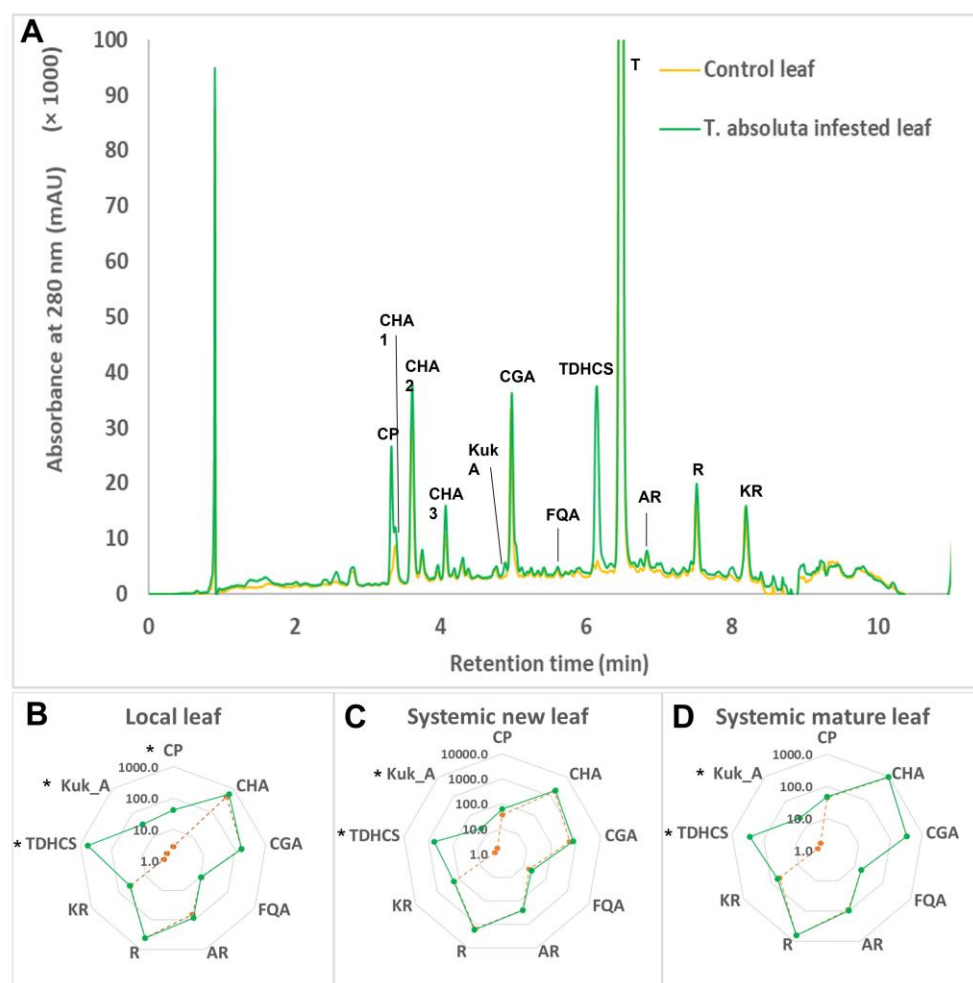 A
Absorbance at 280 nm (mAU) (× 1000)
100
90
80
70
60
50
40
30
20
10
0
0 2 4 6 8 10
Retention time (min)
Control leaf
T. absoluta infested leaf
CP
CHA
1
CHA
2
CHA
3
Kuk
A
CGA
FQA
TDHCS
T
AR
R
KR
B
Local leaf
* CP
1000.0
100.0
10.0
1.0
CHA
CGA
FQA
AR
R
KR
* TDHCS
* Kuk_A
C
Systemic new leaf
CP
10000.0
1000.0
100.0
10.0
1.0
CHA
CGA
FQA
AR
R
KR
* TDHCS
* Kuk_A
D
Systemic mature leaf
CP
1000.0
100.0
10.0
1.0
CHA
CGA
FQA
AR
R
KR
* TDHCS
* Kuk_A